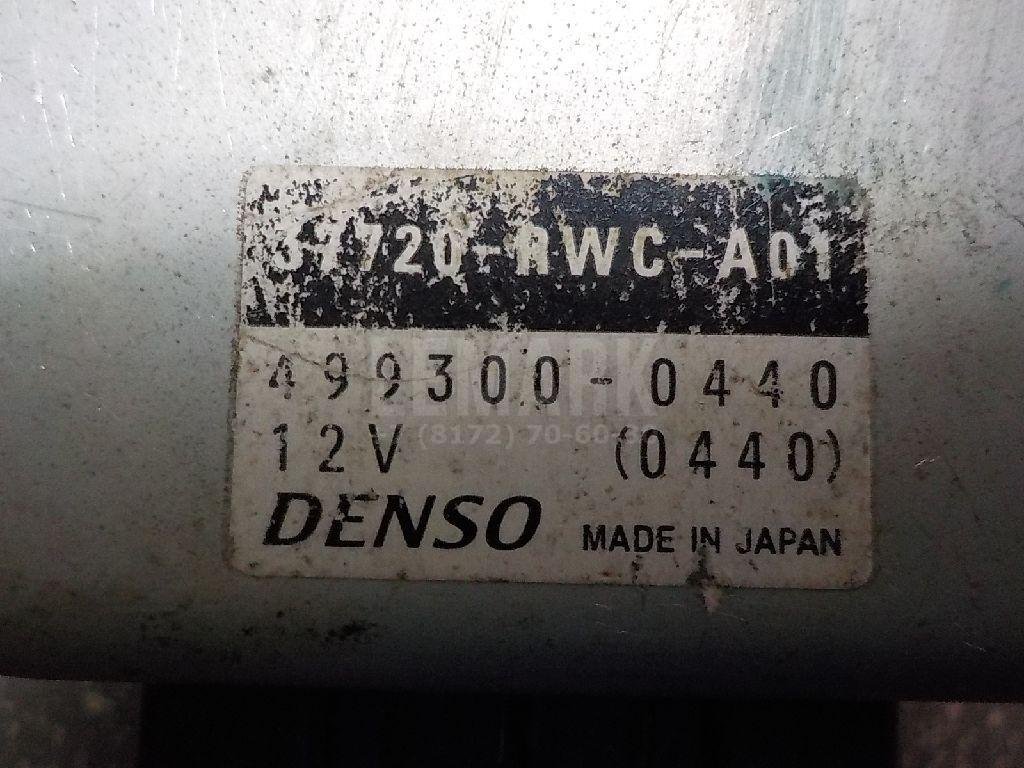 37720-RWC-A01
499300-0440
12V (0440)
DENSO MADE IN JAPAN